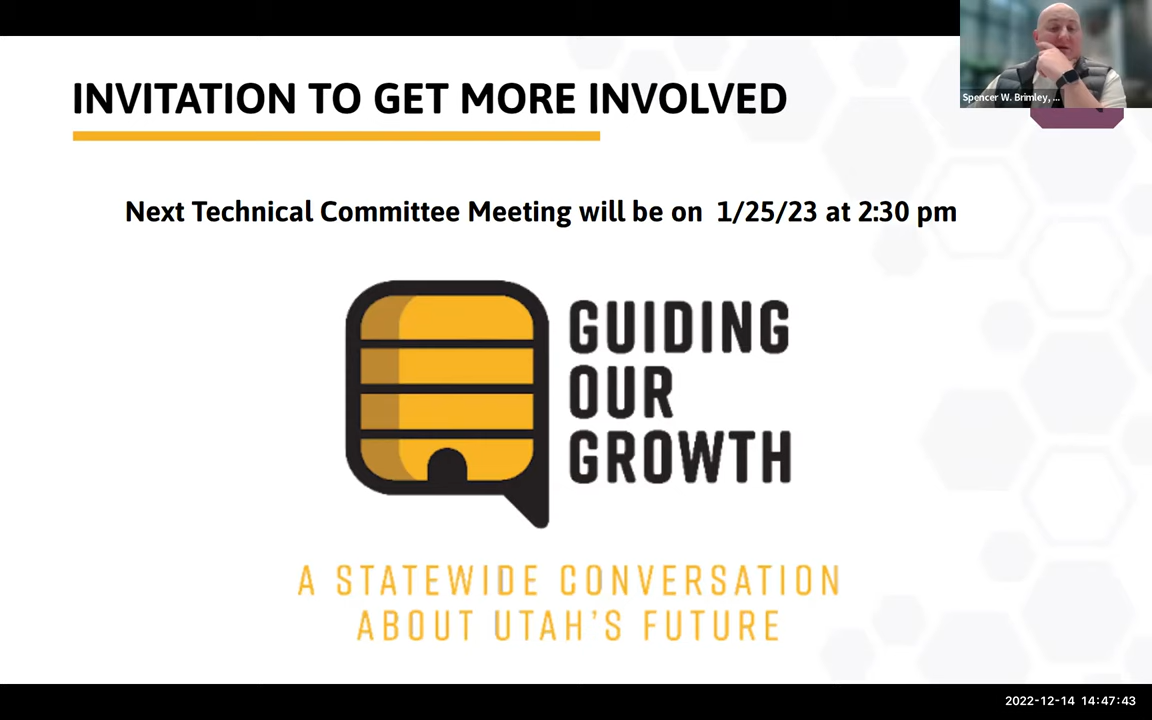 INVITATION TO GET MORE INVOLVED
Spencer W. Brimley, ...
Next Technical Committee Meeting will be on 1/25/23 at 2:30 pm
GUIDING
OUR
GROWTH
A STATEWIDE CONVERSATION
ABOUT UTAH'S FUTURE
2022-12-14 14:47:43